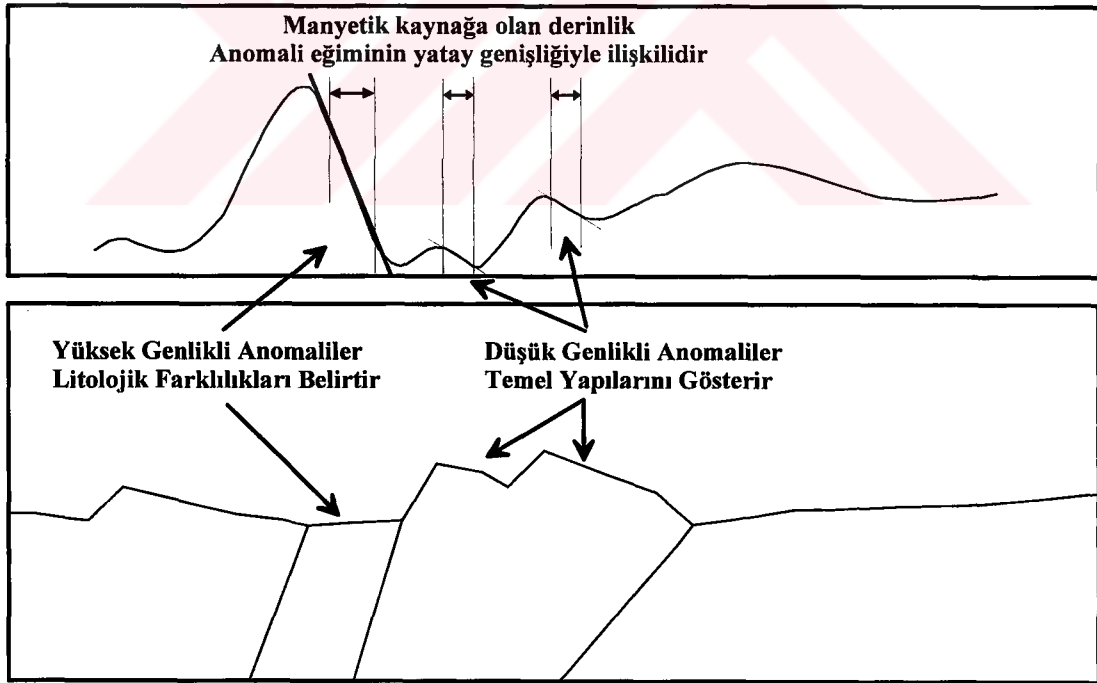 Manyetik kaynağa olan derinlik
Anomali eğiminin yatay genişliğiyle ilişkilidir
Yüksek Genlikli Anomaliler
Litolojik Farklılıkları Belirtir
Düşük Genlikli Anomaliler
Temel Yapılarını Gösterir